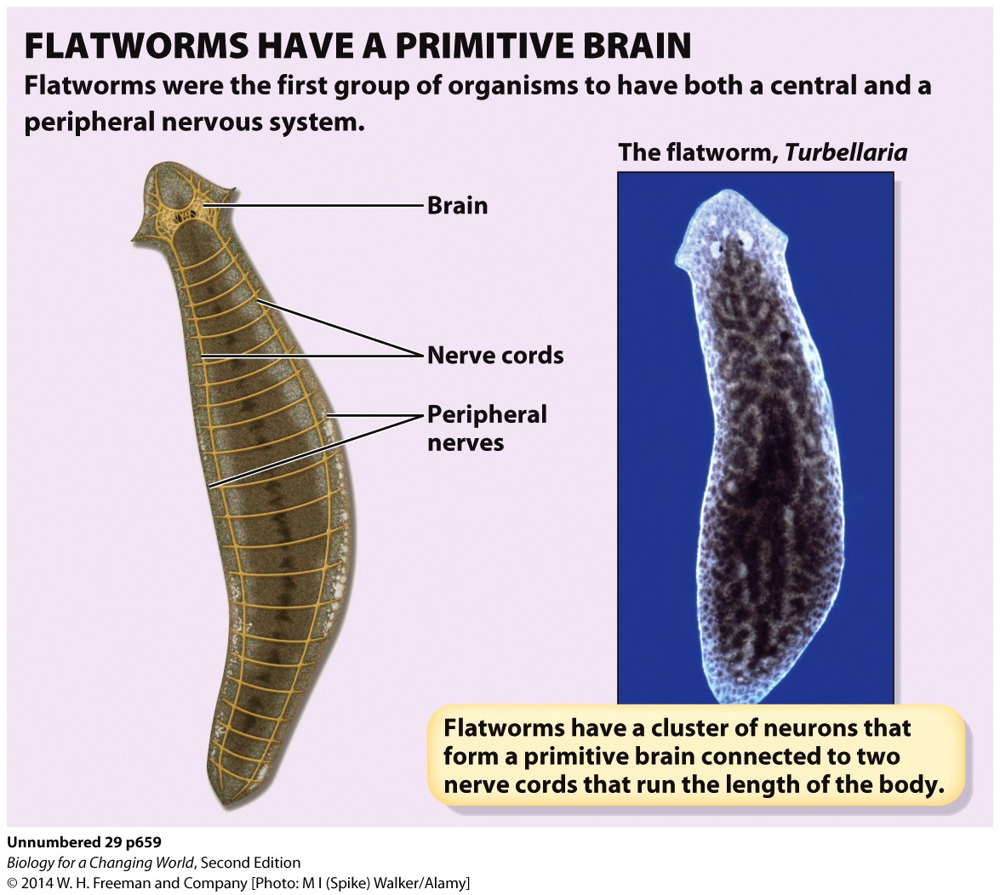 FLATWORMS HAVE A PRIMITIVE BRAIN
Flatworms were the first group of organisms to have both a central and a
peripheral nervous system.
The flatworm, Turbellaria
Brain
Nerve cords
Peripheral
nerves
Flatworms have a cluster of neurons that
form a primitive brain connected to two
nerve cords that run the length of the body.
Unnumbered 29 p659
Biology for a Changing World, Second Edition
© 2014 W. H. Freeman and Company [Photo: M I (Spike) Walker/Alamy]